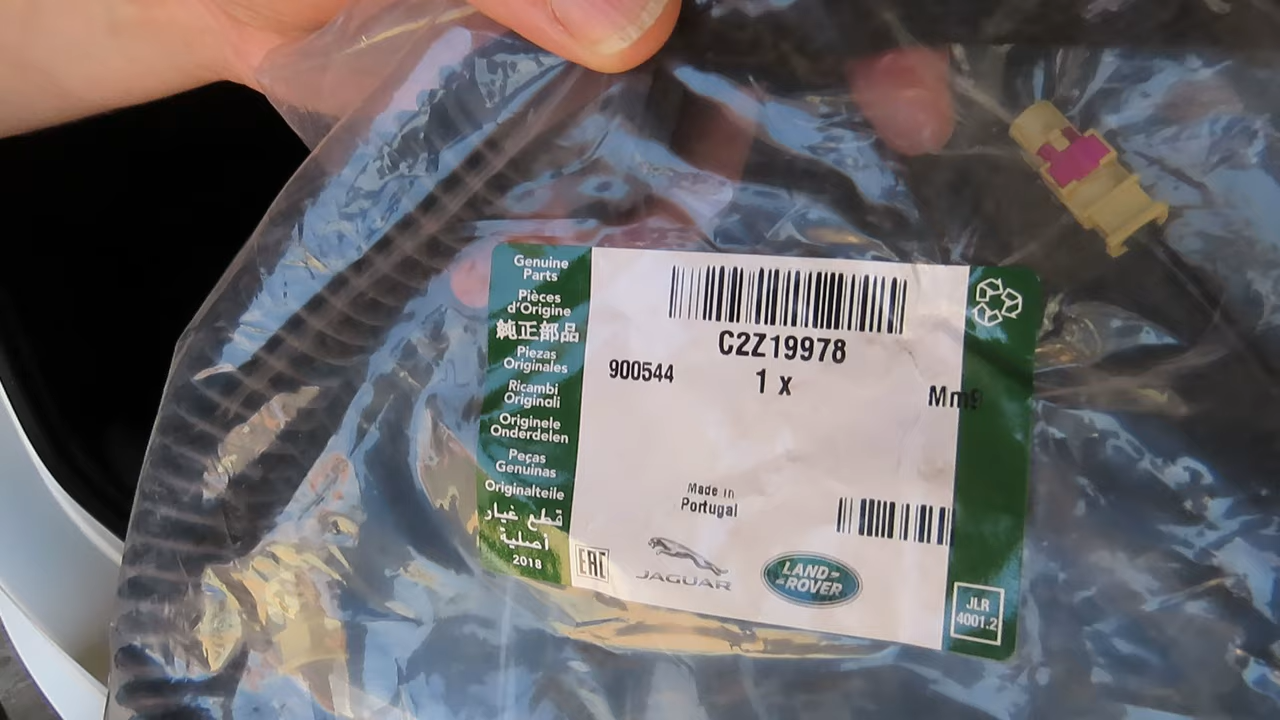 Genuine
Parts
Pièces
d'Origine
純正部品
Piezas
Originales
Ricambi
Originali
Originele
Onderdelen
Peças
Genuinas
Originalteile
قطع غيار
أصلية
2018
EAC
C2Z19978
900544
1 x
Mm9
Made in
Portugal
JAGUAR
LAND-
-ROVER
JLR
4001.2